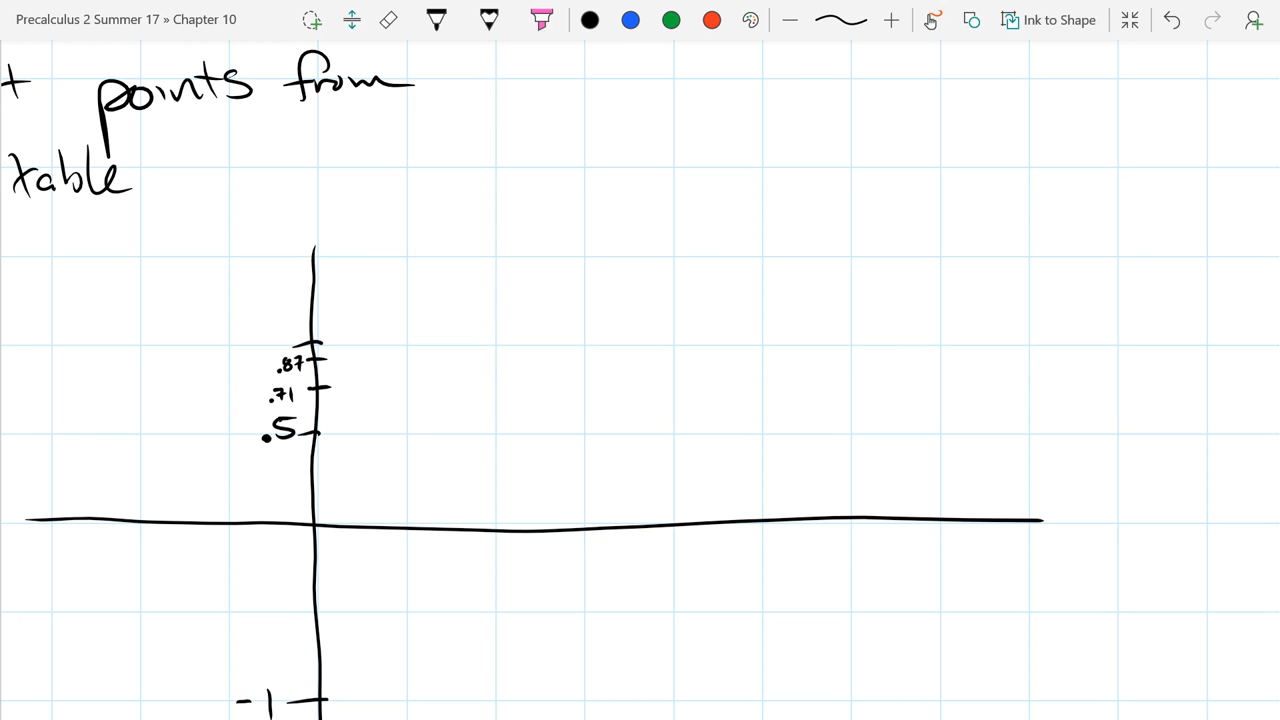 Precalculus 2 Summer 17 » Chapter 10
Ink to Shape
+ points from
table
.87
.71
.5
-1